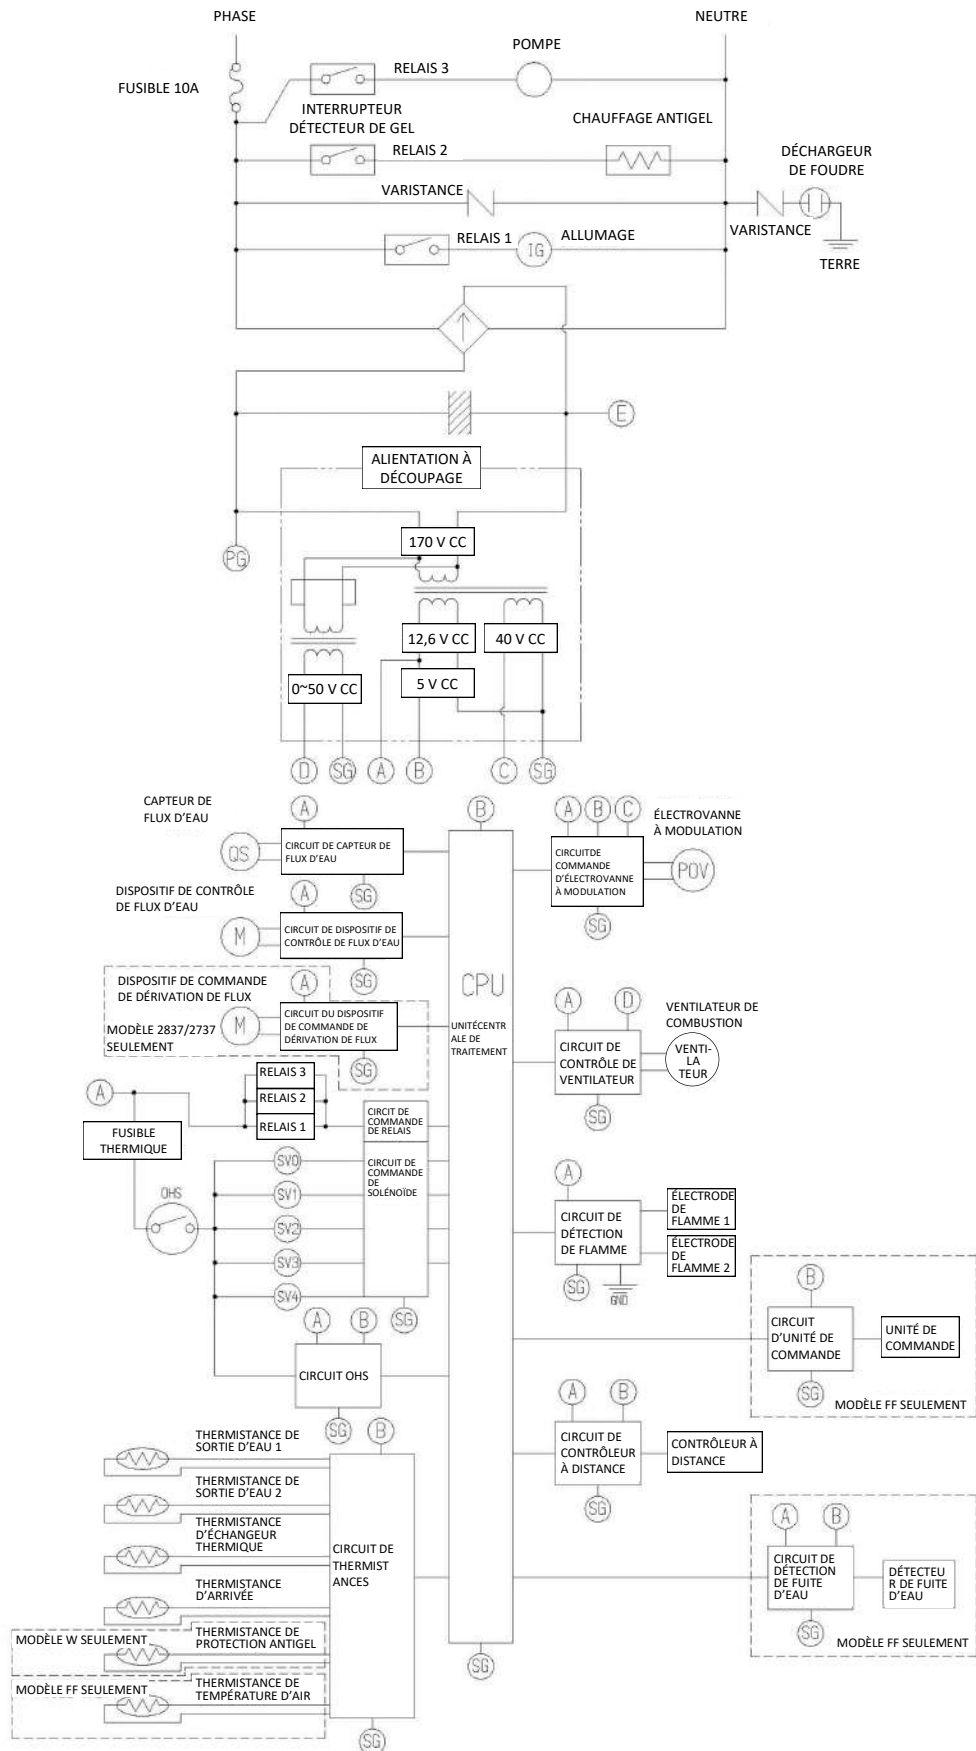 PHASE
NEUTRE
POMPE
RELAIS 3
FUSIBLE 10A
INTERRUPTEUR
DÉTECTEUR DE GEL
CHAUFFAGE ANTIGEL
RELAIS 2
DÉCHARGEUR
DE FOUDRE
VARISTANCE
VARISTANCE
RELAIS 1
IG
ALLUMAGE
TERRE
E
ALIENTATION À
DÉCOUPAGE
170 V CC
PG
12,6 V CC
40 V CC
5 V CC
0~50 V CC
D
SG
A
B
C
SG
CAPTEUR DE
FLUX D'EAU
A
QS
CIRCUIT DE CAPTEUR DE
FLUX D'EAU
SG
B
A
B
C
ÉLECTROVANNE
À MODULATION
CIRCUITDE
COMMANDE
D'ÉLECTROVANNE
À MODULATION
POV
SG
DISPOSITIF DE CONTRÔLE
DE FLUX D'EAU
A
M
CIRCUIT DE DISPOSITIF DE
CONTRÔLE DE FLUX D'EAU
SG
CPU
UNITÉCENTR
ALE DE
TRAITEMENT
DISPOSITIF DE COMMANDE
DE DÉRIVATION DE FLUX
A
M
CIRCUIT DU DISPOSITIF
DE COMMANDE DE
DÉRIVATION DE FLUX
MODÈLE 2837/2737
SEULEMENT
SG
A
D
VENTILATEUR DE
COMBUSTION
CIRCUIT DE
CONTRÔLE DE
VENTILATEUR
VENTI-
LA
TEUR
SG
A
RELAIS 3
RELAIS 2
RELAIS 1
CIRCIT DE
COMMANDE
DE RELAIS
FUSIBLE
THERMIQUE
CIRCUIT DE
COMMANDE
DE
SOLÉNOÏDE
OHS
SV0
SV1
SV2
SV3
SV4
SG
A
CIRCUIT DE
DÉTECTION
DE FLAMME
ÉLECTRODE
DE
FLAMME 1
ÉLECTRODE
DE
FLAMME 2
SG
GND
A
B
CIRCUIT OHS
SG
B
CIRCUIT
D'UNITÉ DE
COMMANDE
UNITÉ DE
COMMANDE
SG
MODÈLE FF SEULEMENT
A
B
CIRCUIT DE
CONTRÔLEUR
À DISTANCE
CONTRÔLEUR À
DISTANCE
SG
B
THERMISTANCE DE
SORTIE D'EAU 1
THERMISTANCE DE
SORTIE D'EAU 2
THERMISTANCE
D'ÉCHANGEUR
THERMIQUE
THERMISTANCE
D'ARRIVÉE
MODÈLE W SEULEMENT
THERMISTANCE DE
PROTECTION ANTIGEL
MODÈLE FF SEULEMENT
THERMISTANCE DE
TEMPÉRATURE D'AIR
CIRCUIT DE
THERMIST
ANCES
SG
SG
A
B
CIRCUIT DE
DÉTECTION
DE FUITE
D'EAU
DÉTECTEU
R DE FUITE
D'EAU
SG
MODÈLE FF SEULEMENT